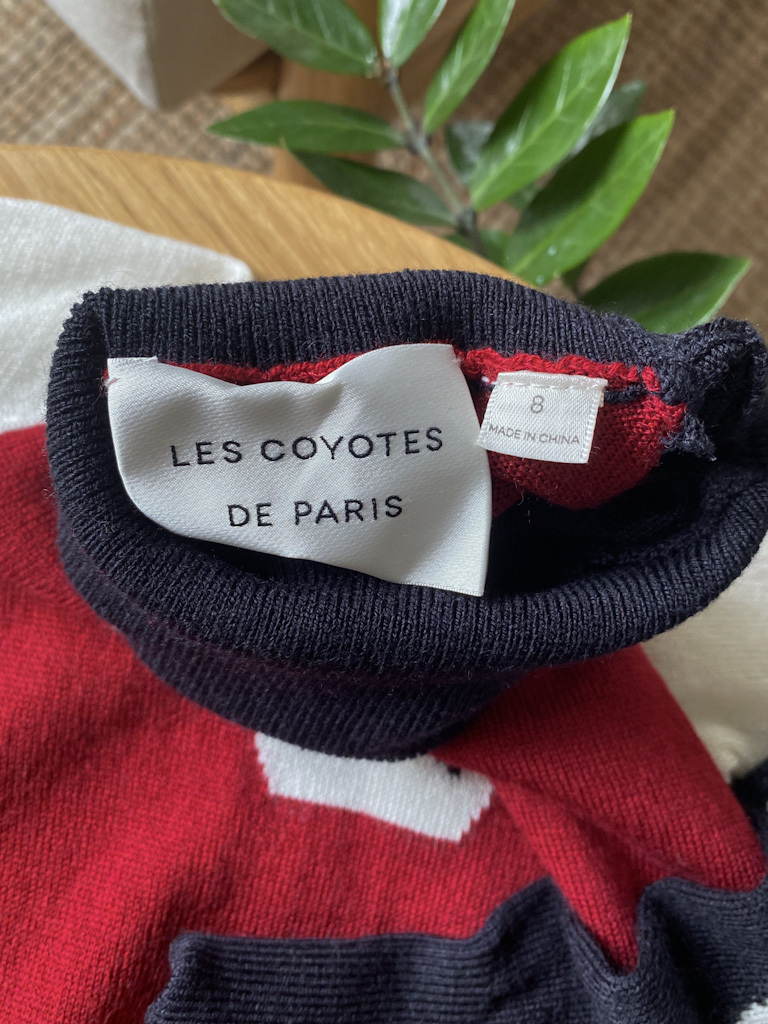 LES COYOTES
DE PARIS
8
MADE IN CHINA